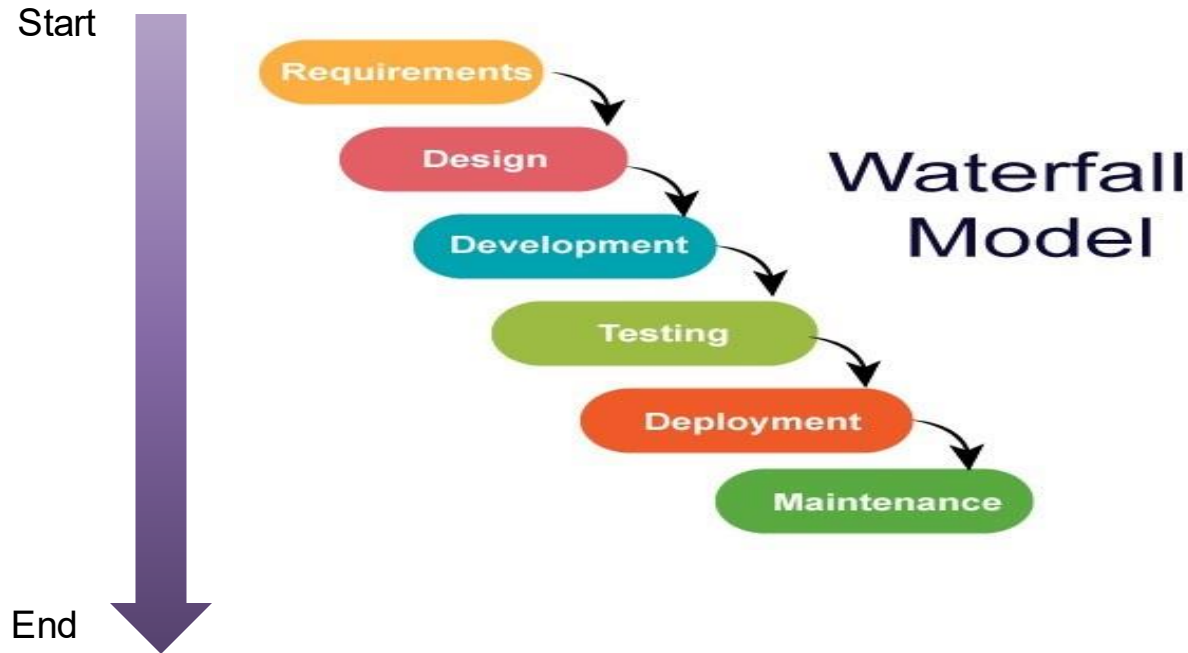 Start
Requirements
Design
Waterfall
Model
Development
Testing
Deployment
Maintenance
End